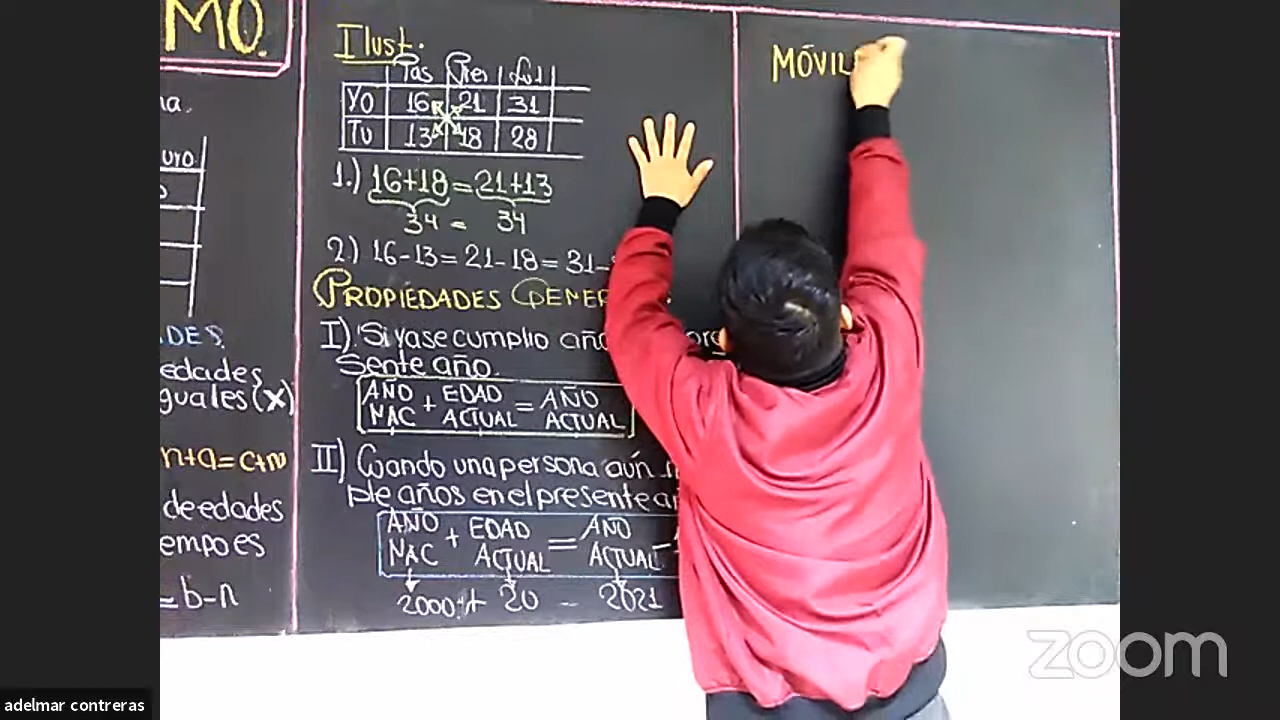 MO.
Ilust.
Pas Pres Fut
Yo 16 21 31
Tu 13 18 28
1.) 16+18 = 21+13
34 = 34
2) 16-13 = 21-18 = 31-
PROPIEDADES GENER
I) Si ya se cumplio año
sente año.
AÑO NAC + EDAD ACTUAL = AÑO ACTUAL
II) Cuando una persona aún
ple años en el presente
AÑO NAC + EDAD ACTUAL = AÑO ACTUAL -
2000 + 20 - 2021
na.
uro
DES.
edades
guales (x)
n+a=c+m
de edades
empo es
= b-n
MÓVIL
zoom
adelmar contreras